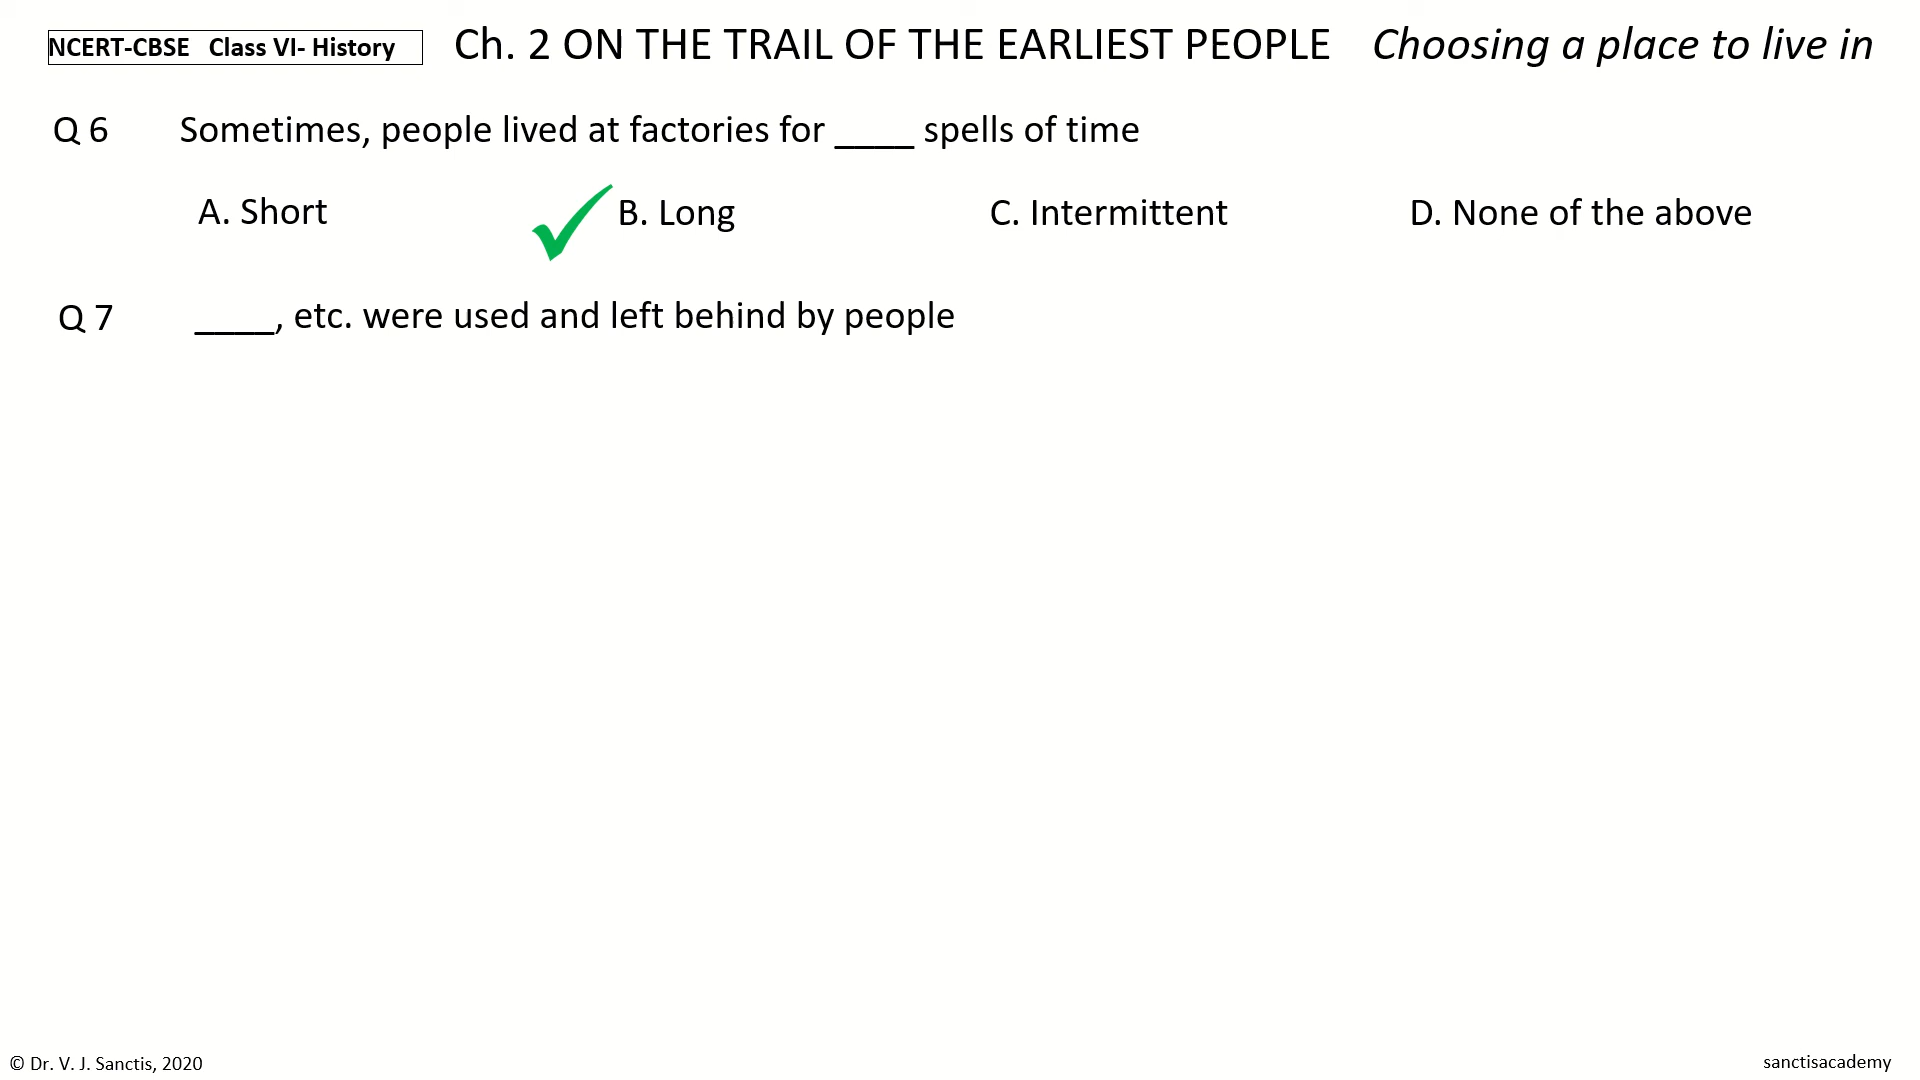 NCERT-CBSE Class VI- History Ch. 2 ON THE TRAIL OF THE EARLIEST PEOPLE Choosing a place to live in
Q 6 Sometimes, people lived at factories for ____ spells of time
A. Short B. Long C. Intermittent D. None of the above
Q 7 ____, etc. were used and left behind by people
© Dr. V. J. Sanctis, 2020 sanctisacademy